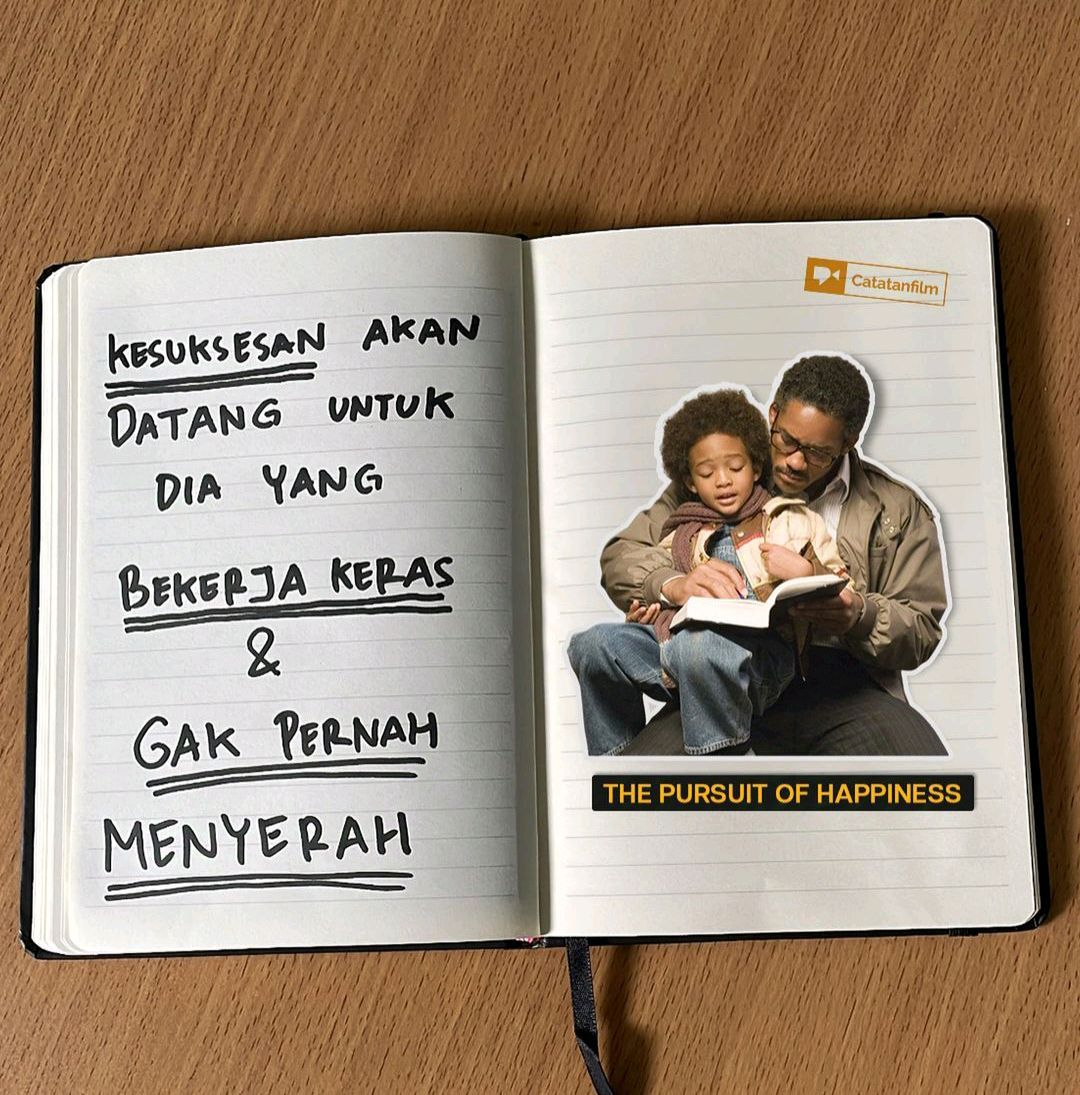 KESUKSESAN AKAN
DATANG UNTUK
DIA YANG
BEKERJA KERAS
&
GAK PERNAH
MENYERAH
Catatanfilm
THE PURSUIT OF HAPPINESS